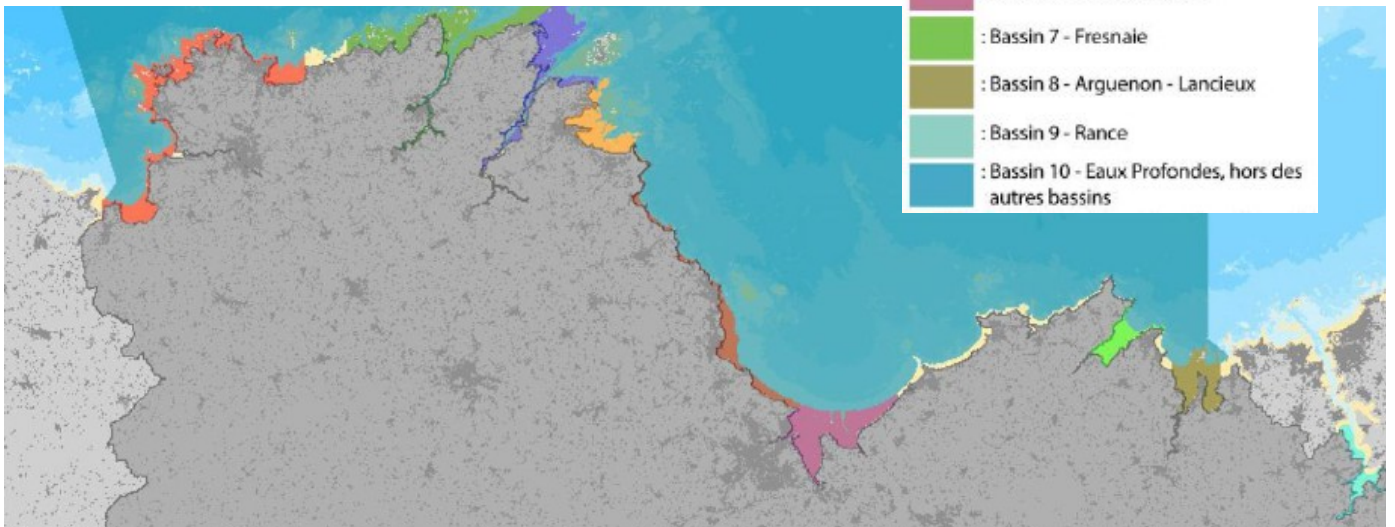 : Bassin 7 - Fresnaie
: Bassin 8 - Arguenon - Lancieux
: Bassin 9 - Rance
: Bassin 10 - Eaux Profondes, hors des
autres bassins